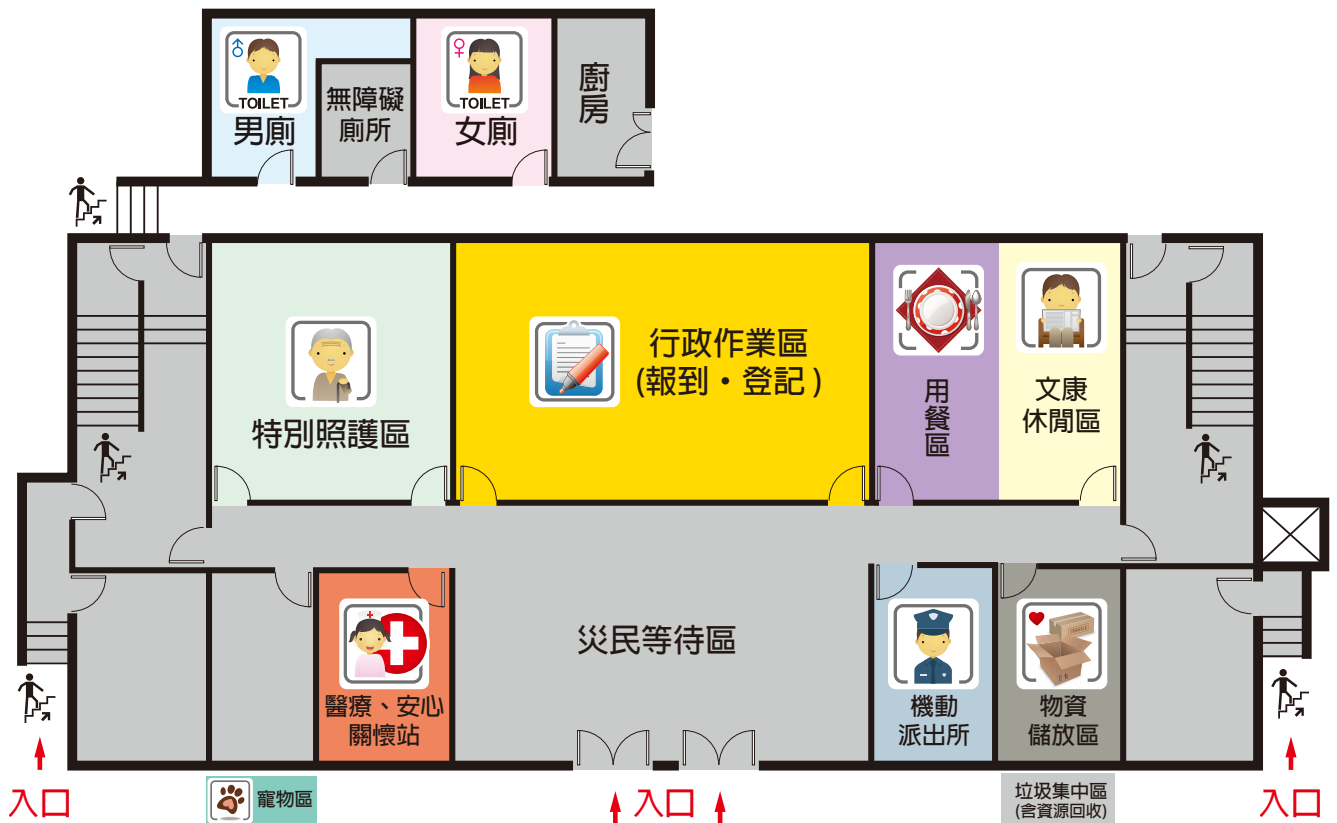 TOILET
男廁
無障礙
廁所
TOILET
女廁
廚房
特別照護區
行政作業區
(報到・登記)
用餐區
文康
休閒區
醫療、安心
關懷站
災民等待區
機動
派出所
物資
儲放區
入口
寵物區
入口
垃圾集中區
(含資源回收)
入口